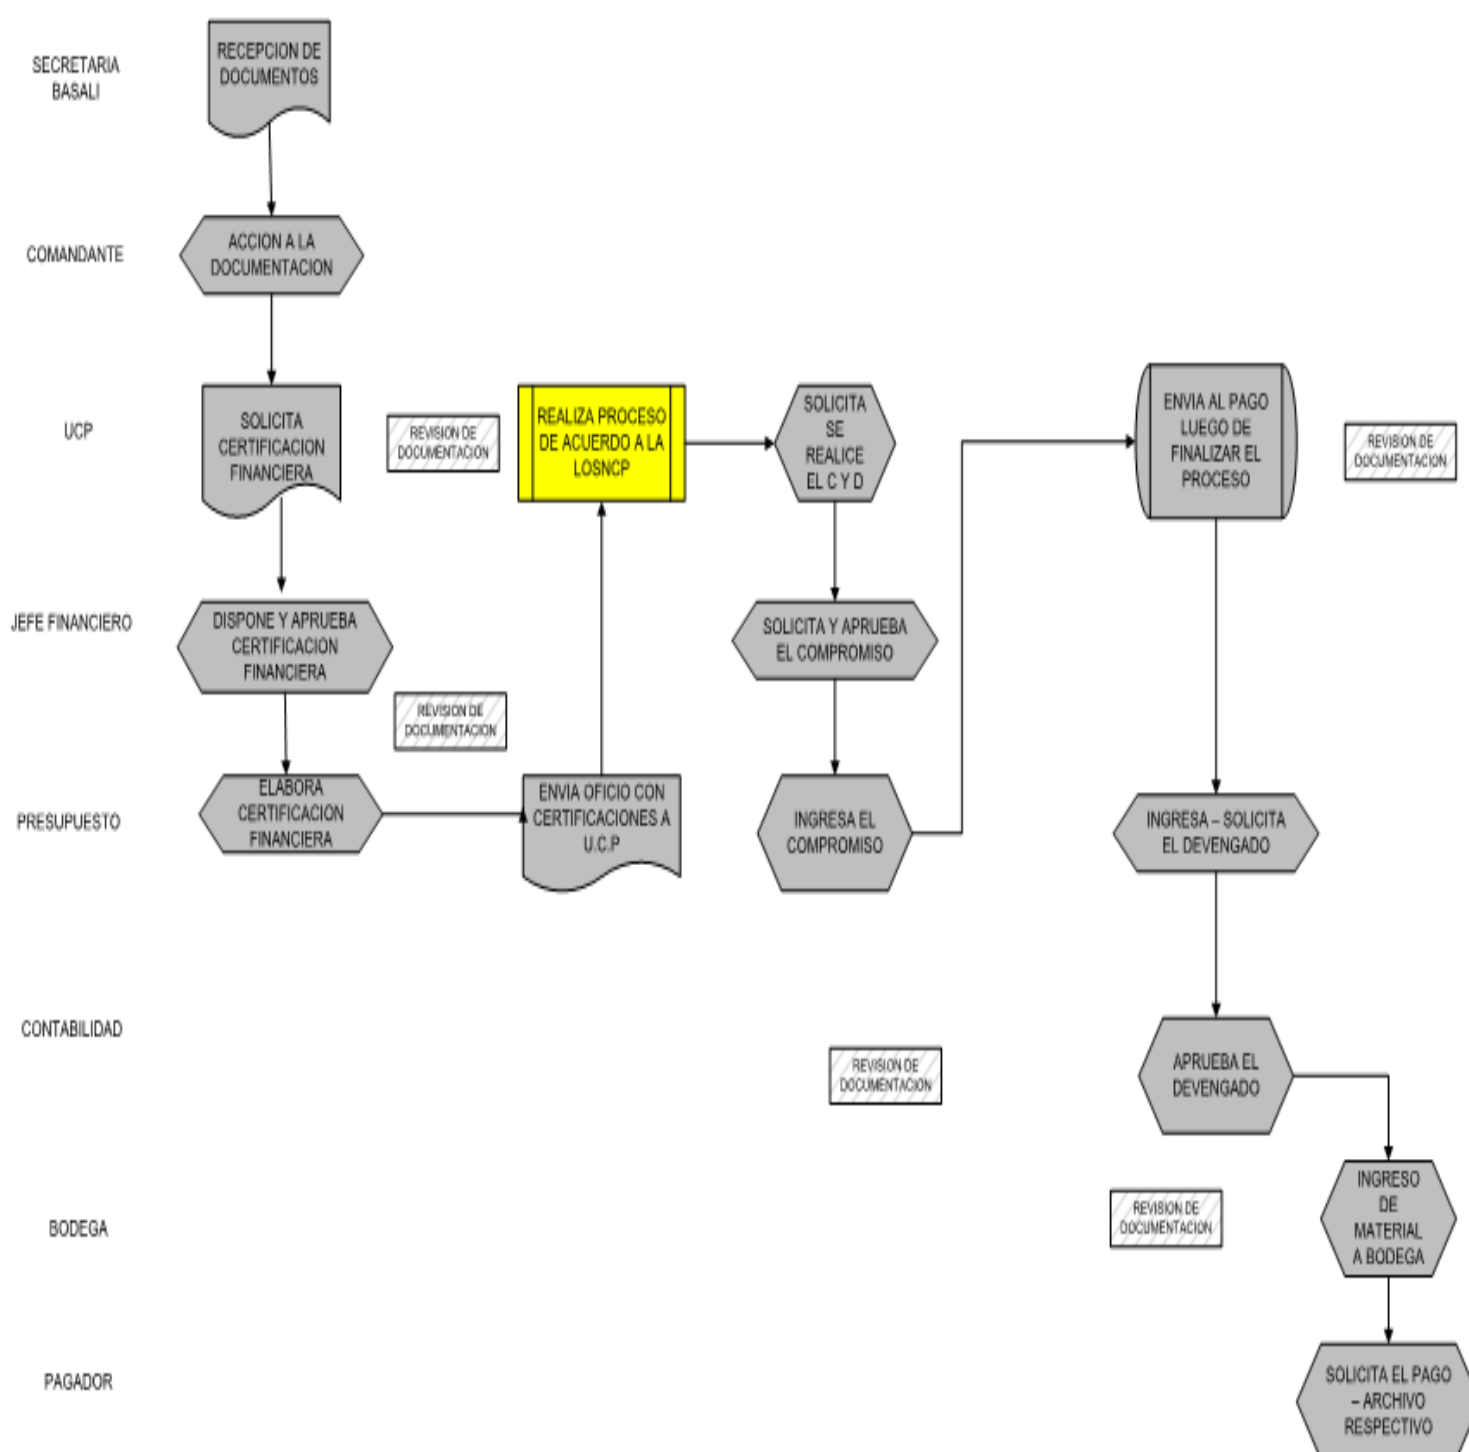 SECRETARIA
BASALI
RECEPCION DE
DOCUMENTOS
COMANDANTE
ACCION A LA
DOCUMENTACION
UCP
SOLICITA
CERTIFICACION
FINANCIERA
REVISION DE
DOCUMENTACION
REALIZA PROCESO
DE ACUERDO A LA
LOSNCP
SOLICITA
SE
REALICE
EL C Y D
ENVIA AL PAGO
LUEGO DE
FINALIZAR EL
PROCESO
REVISION DE
DOCUMENTACION
JEFE FINANCIERO
DISPONE Y APRUEBA
CERTIFICACION
FINANCIERA
SOLICITA Y APRUEBA
EL COMPROMISO
REVISION DE
DOCUMENTACION
PRESUPUESTO
ELABORA
CERTIFICACION
FINANCIERA
ENVIA OFICIO CON
CERTIFICACIONES A
U.C.P
INGRESA EL
COMPROMISO
INGRESA – SOLICITA
EL DEVENGADO
CONTABILIDAD
REVISION DE
DOCUMENTACION
APRUEBA EL
DEVENGADO
BODEGA
REVISION DE
DOCUMENTACION
INGRESO
DE
MATERIAL
A BODEGA
PAGADOR
SOLICITA EL PAGO
– ARCHIVO
RESPECTIVO